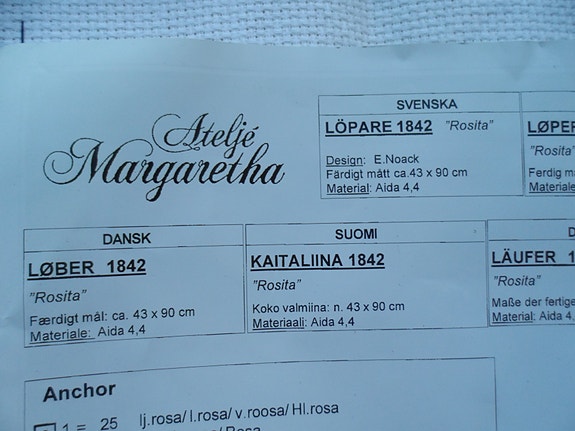 Ateljé
Margaretha
SVENSKA
LÖPARE 1842 "Rosita"
Design: E.Noack
Färdigt mått ca.43 x 90 cm
Material: Aida 4,4
LØPER
"Rosita"
Ferdig m
Materiale
DANSK
LØBER 1842
"Rosita"
Færdigt mål: ca. 43 x 90 cm
Materiale: Aida 4,4
SUOMI
KAITALIINA 1842
"Rosita"
Koko valmiina: n. 43 x 90 cm
Materiaali: Aida 4,4
D
LÄUFER 1
"Rosita"
Maße der fertige
Material: Aida 4,
Anchor
1 = 25 lj.rosa/ l.rosa/ v.roosa/ Hl.rosa